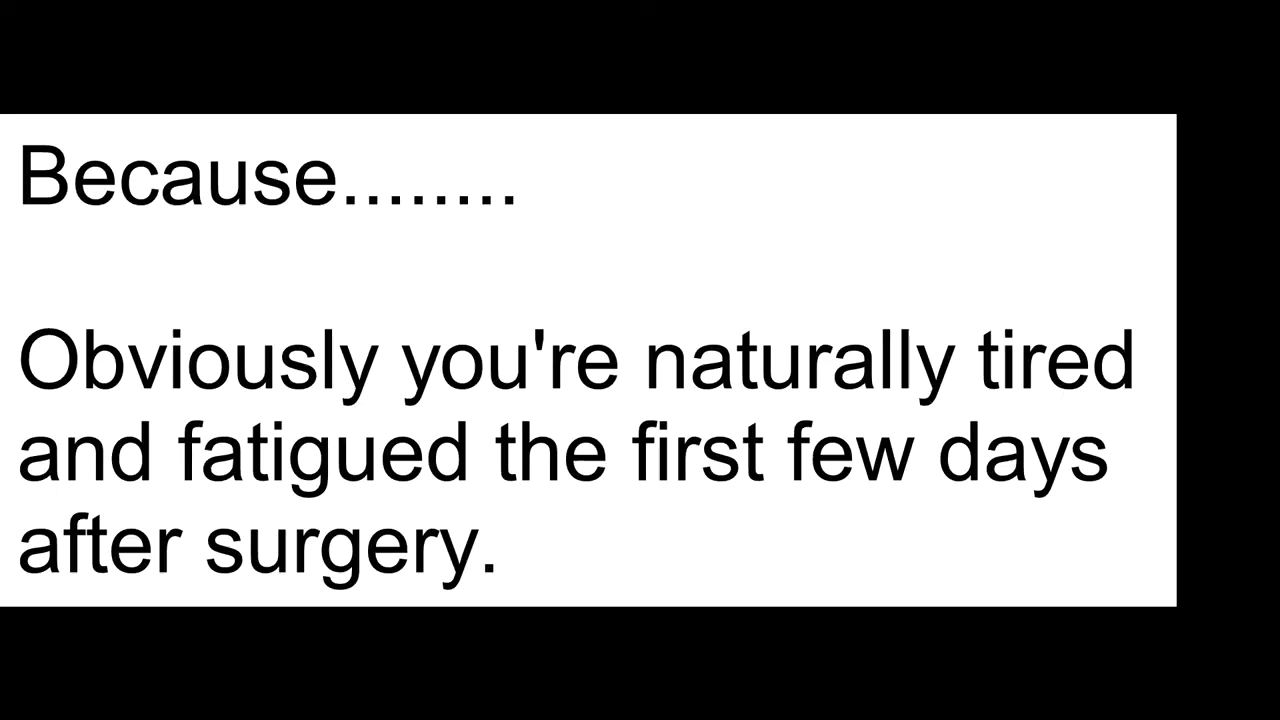 Because........
Obviously you're naturally tired
and fatigued the first few days
after surgery.